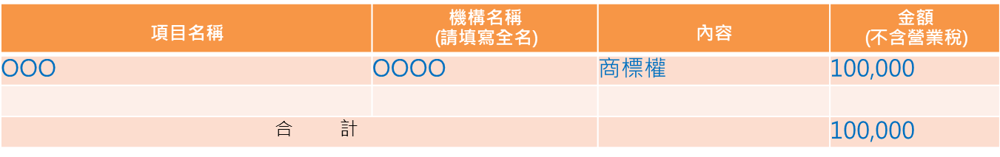 項目名稱
機構名稱
(請填寫全名)
內容
金額
(不含營業稅)
OOO
OOOO
商標權
100,000
合 計
100,000